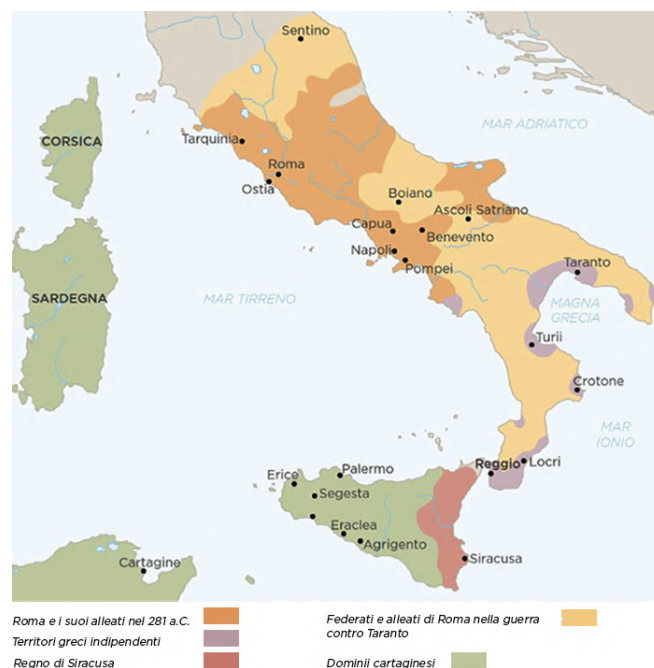 Sentino
MAR ADRIATICO
CORSICA
Tarquinia
Roma
Ostia
Boiano
Ascoli Satriano
Capua
Benevento
Napoli
Pompei
Taranto
SARDEGNA
MAR TIRRENO
MAGNA
GRECIA
Turii
Crotone
MAR
IONIO
Reggio
Locri
Erice
Palermo
Segesta
Eraclea
Agrigento
Siracusa
Cartagine
Roma e i suoi alleati nel 281 a.C.
Territori greci indipendenti
Regno di Siracusa
Federati e alleati di Roma nella guerra
contro Taranto
Dominii cartaginesi